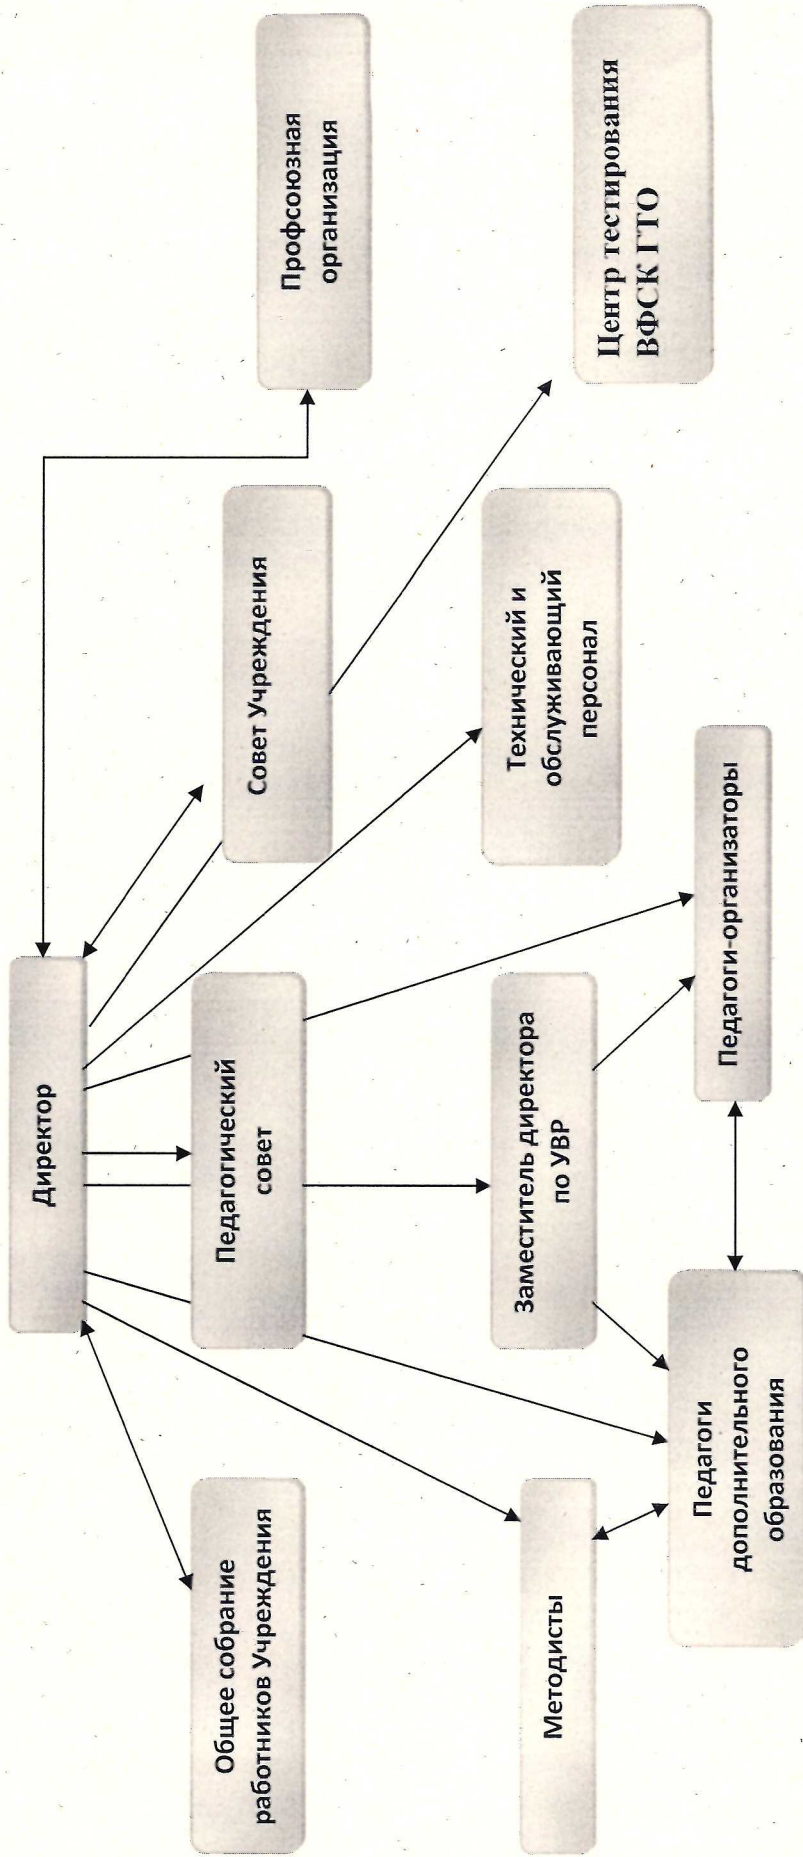 Директор
Общее собрание
работников Учреждения
Педагогический
совет
Совет Учреждения
Профсоюзная
организация
Методисты
Заместитель директора
по УВР
Технический и
обслуживающий
персонал
Центр тестирования
ВФСК ГТО
Педагоги
дополнительного
образования
Педагоги-организаторы